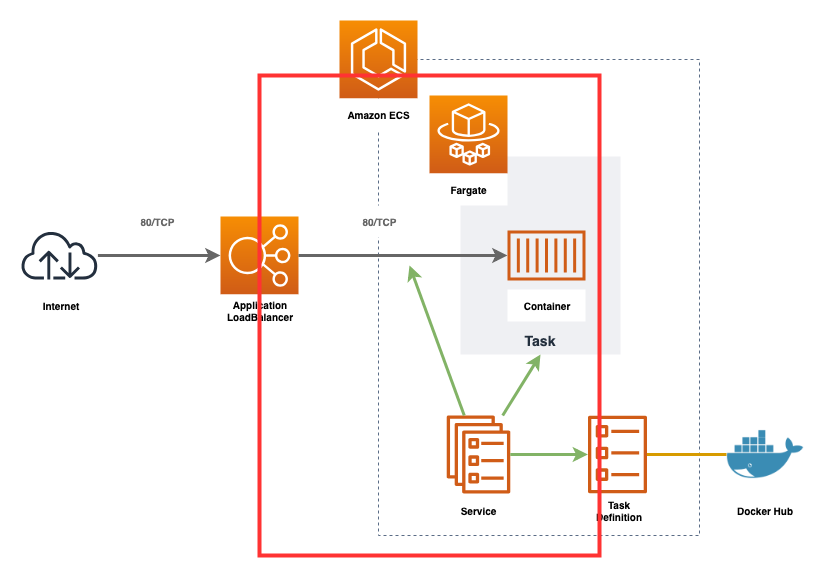 Amazon ECS
Fargate
80/TCP
80/TCP
Internet
Application
LoadBalancer
Container
Task
Service
Task
Definition
Docker Hub